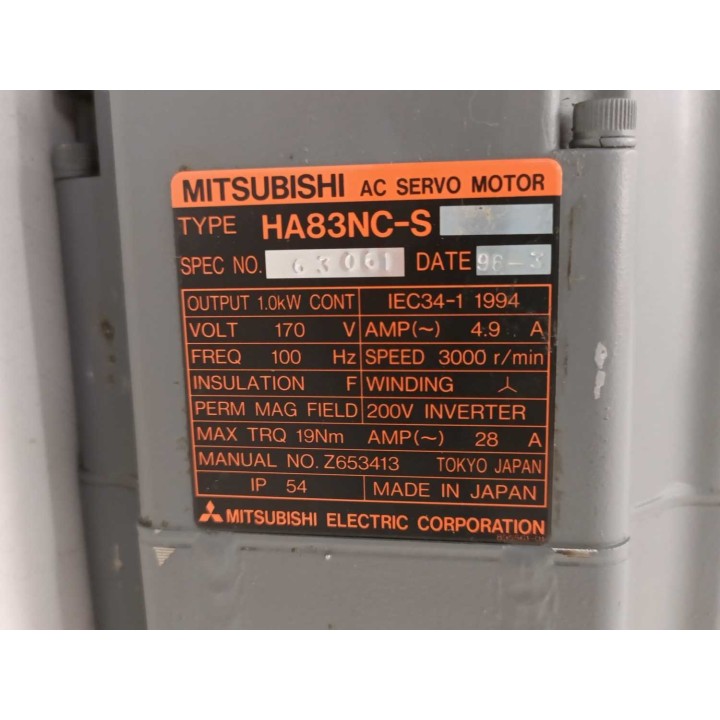 MITSUBISHI AC SERVO MOTOR
TYPE HA83NC-S
SPEC NO. 63061 DATE 96-3
OUTPUT 1.0kW CONT IEC34-1 1994
VOLT 170 V AMP(~) 4.9 A
FREQ 100 Hz SPEED 3000 r/min
INSULATION F WINDING
PERM MAG FIELD 200V INVERTER
MAX TRQ 19Nm AMP(~) 28 A
MANUAL NO. Z653413 TOKYO JAPAN
IP 54 MADE IN JAPAN
MITSUBISHI ELECTRIC CORPORATION